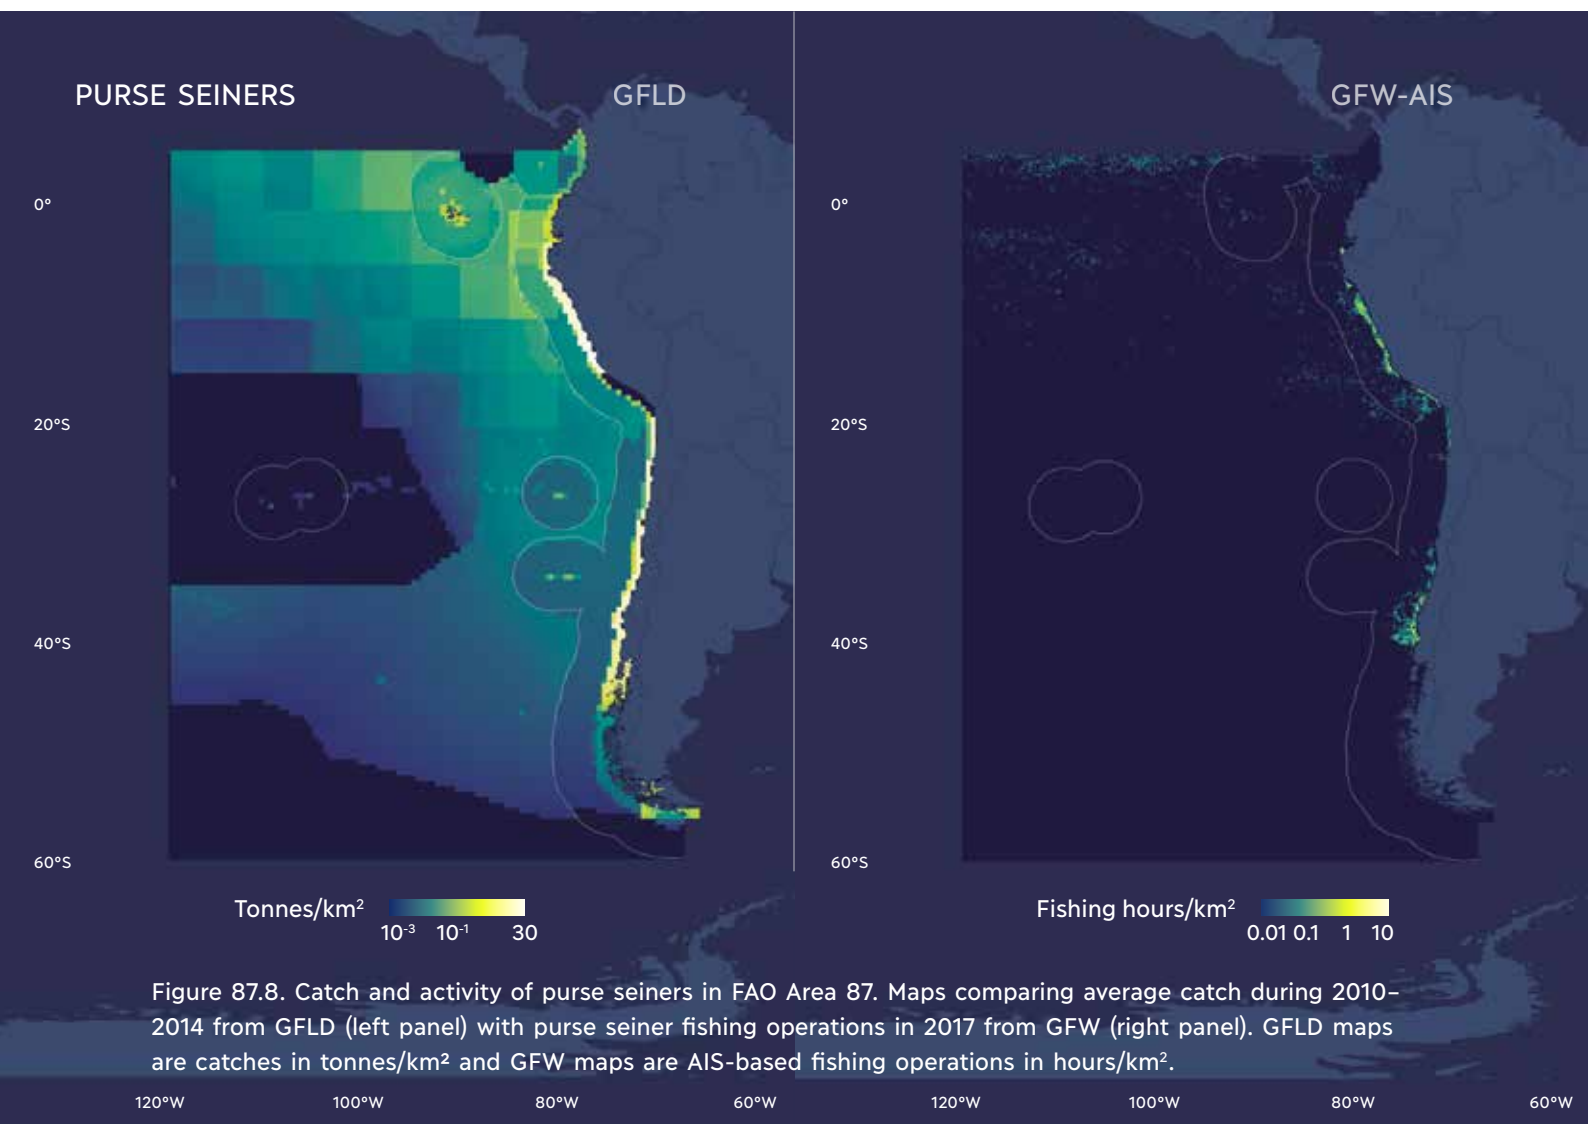 PURSE SEINERS
GFLD
GFW-AIS
0°
20°S
40°S
60°S
0°
20°S
40°S
60°S
Tonnes/km²
10⁻³ 10⁻¹ 30
Fishing hours/km²
0.01 0.1 1 10
Figure 87.8. Catch and activity of purse seiners in FAO Area 87. Maps comparing average catch during 2010–
2014 from GFLD (left panel) with purse seiner fishing operations in 2017 from GFW (right panel). GFLD maps
are catches in tonnes/km² and GFW maps are AIS-based fishing operations in hours/km².
120°W 100°W 80°W 60°W 120°W 100°W 80°W 60°W